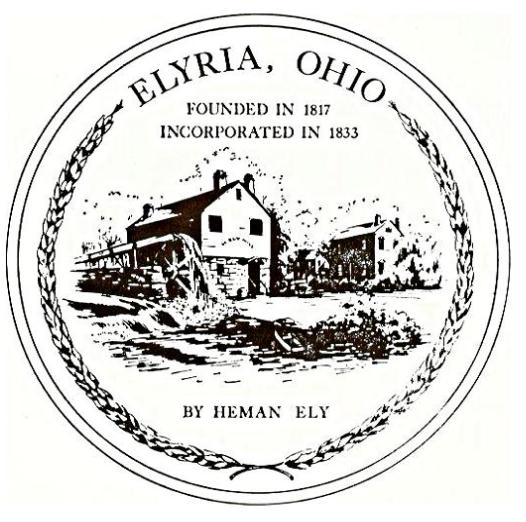 ELYRIA, OHIO
FOUNDED IN 1817
INCORPORATED IN 1833
BY HEMAN ELY